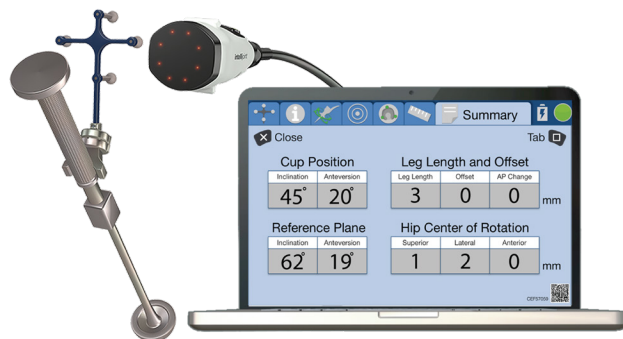 intellijoint
Summary
Close
Tab
Cup Position
Leg Length and Offset
Inclination Anteversion
Leg Length Offset AP Change
45° 20°
3 0 0 mm
Reference Plane
Hip Center of Rotation
Inclination Anteversion
Superior Lateral Anterior
62° 19°
1 2 0 mm